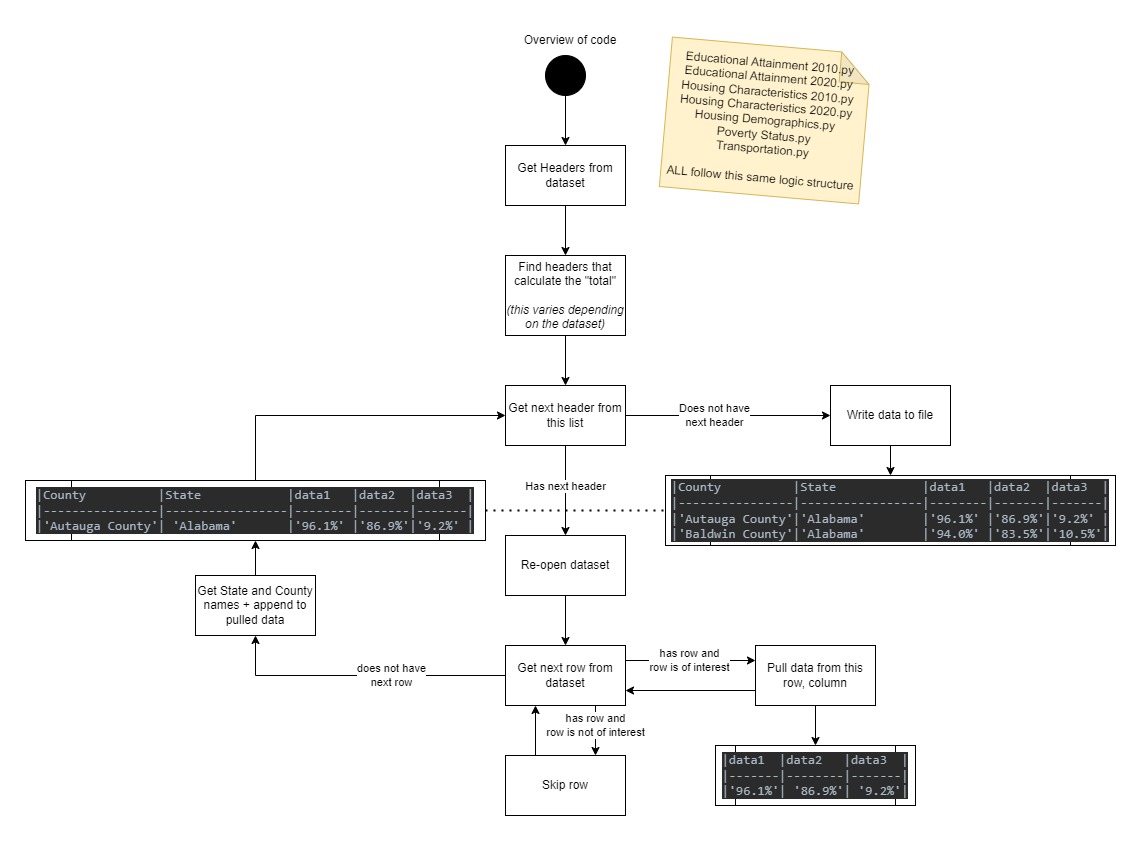 Overview of code
Educational Attainment 2010.py
Educational Attainment 2020.py
Housing Characteristics 2010.py
Housing Characteristics 2020.py
Housing Demographics.py
Poverty Status.py
Transportation.py
ALL follow this same logic structure
Get Headers from
dataset
Find headers that
calculate the "total"
(this varies depending
on the dataset)
Get next header from
this list
Does not have
next header
Write data to file
Has next header
|County |State |data1 |data2 |data3 |
|---------------|----------------|-------|-------|-------|
|'Autauga County'| 'Alabama' |'96.1%' |'86.9%'|'9.2%' |
|County |State |data1 |data2 |data3 |
|---------------|----------------|-------|-------|-------|
|'Autauga County'|'Alabama' |'96.1%' |'86.9%'|'9.2%' |
|'Baldwin County'|'Alabama' |'94.0%' |'83.5%'|'10.5%'|
Re-open dataset
Get State and County
names + append to
pulled data
does not have
next row
Get next row from
dataset
has row and
row is of interest
Pull data from this
row, column
has row and
row is not of interest
Skip row
|data1 |data2 |data3 |
|-------|--------|-------|
|'96.1%'| '86.9%'| '9.2%'|